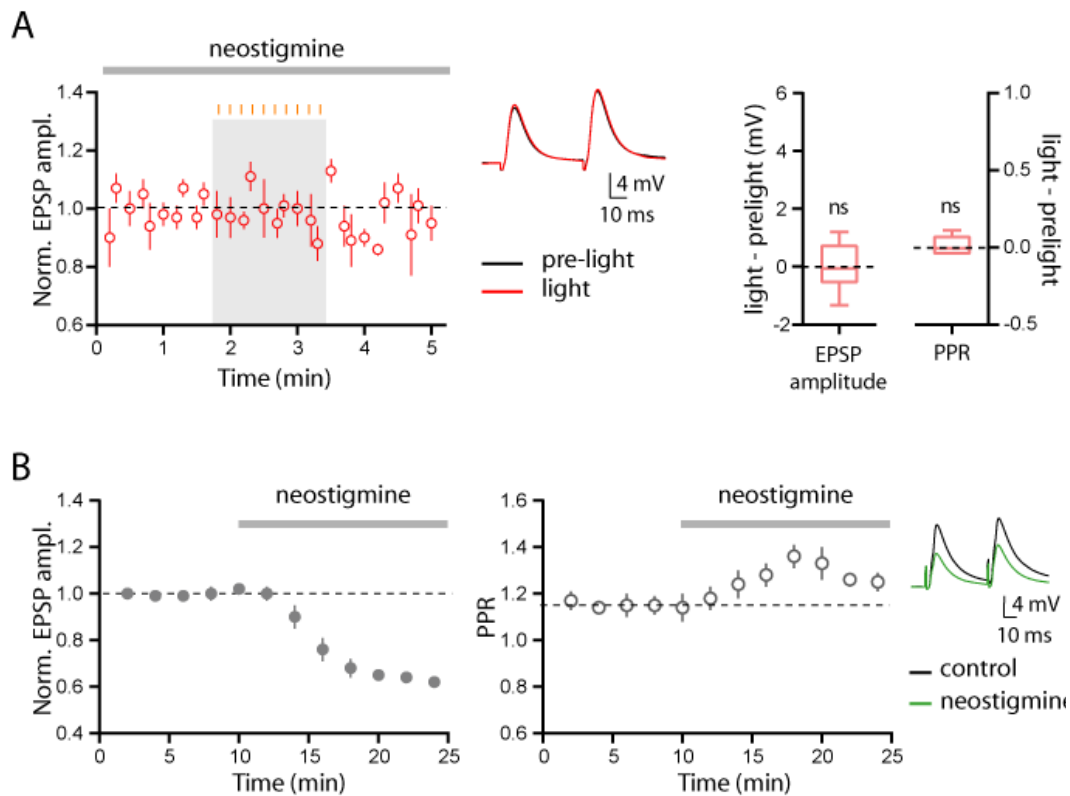 A
neostigmine
1.4
1.2
1.0
0.8
0.6
Norm. EPSP ampl.
0
1
2
3
4
5
Time (min)
4 mV
10 ms
pre-light
light
light - prelight (mV)
6
4
2
0
-2
ns
EPSP
amplitude
ns
PPR
1.0
0.5
0.0
-0.5
light - prelight
B
neostigmine
1.4
1.2
1.0
0.8
0.6
0.4
Norm. EPSP ampl.
0
5
10
15
20
25
Time (min)
neostigmine
1.6
1.4
1.2
1.0
0.8
0.6
PPR
0
5
10
15
20
25
Time (min)
4 mV
10 ms
control
neostigmine